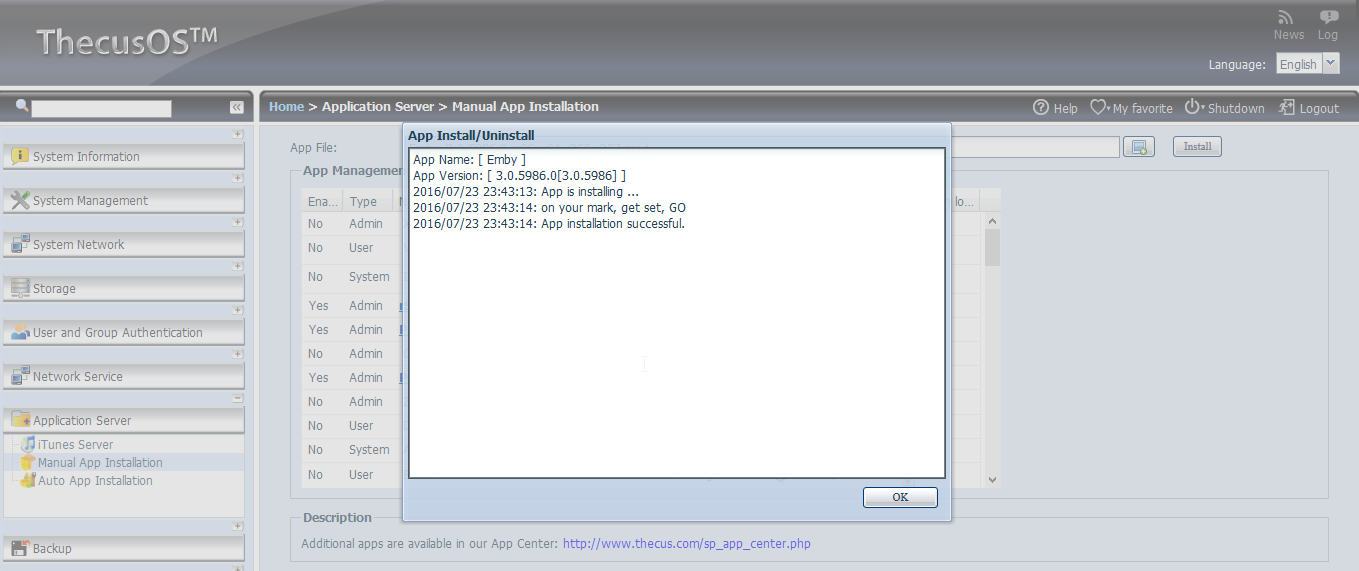 ThecusOS™
News Log
Language: English
Home > Application Server > Manual App Installation
Help My favorite Shutdown Logout
System Information
System Management
System Network
Storage
User and Group Authentication
Network Service
Application Server
iTunes Server
Manual App Installation
Auto App Installation
Backup
App File:
Install
App Install/Uninstall
App Name: [ Emby ]
App Version: [ 3.0.5986.0[3.0.5986] ]
2016/07/23 23:43:13: App is installing ...
2016/07/23 23:43:14: on your mark, get set, GO
2016/07/23 23:43:14: App installation successful.
OK
Ena... Type lo...
No Admin
No User
No System
Yes Admin
Yes Admin
No Admin
Yes Admin
No Admin
No User
No System
No User
Description
Additional apps are available in our App Center: http://www.thecus.com/sp_app_center.php